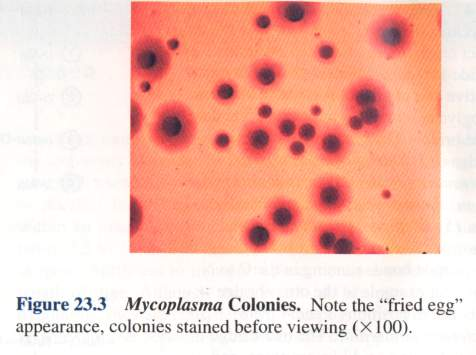 Figure 23.3 Mycoplasma Colonies. Note the “fried egg”
appearance, colonies stained before viewing (×100).